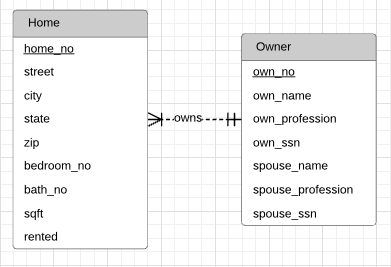 Home
home_no
street
city
state
zip
bedroom_no
bath_no
sqft
rented
owns
Owner
own_no
own_name
own_profession
own_ssn
spouse_name
spouse_profession
spouse_ssn